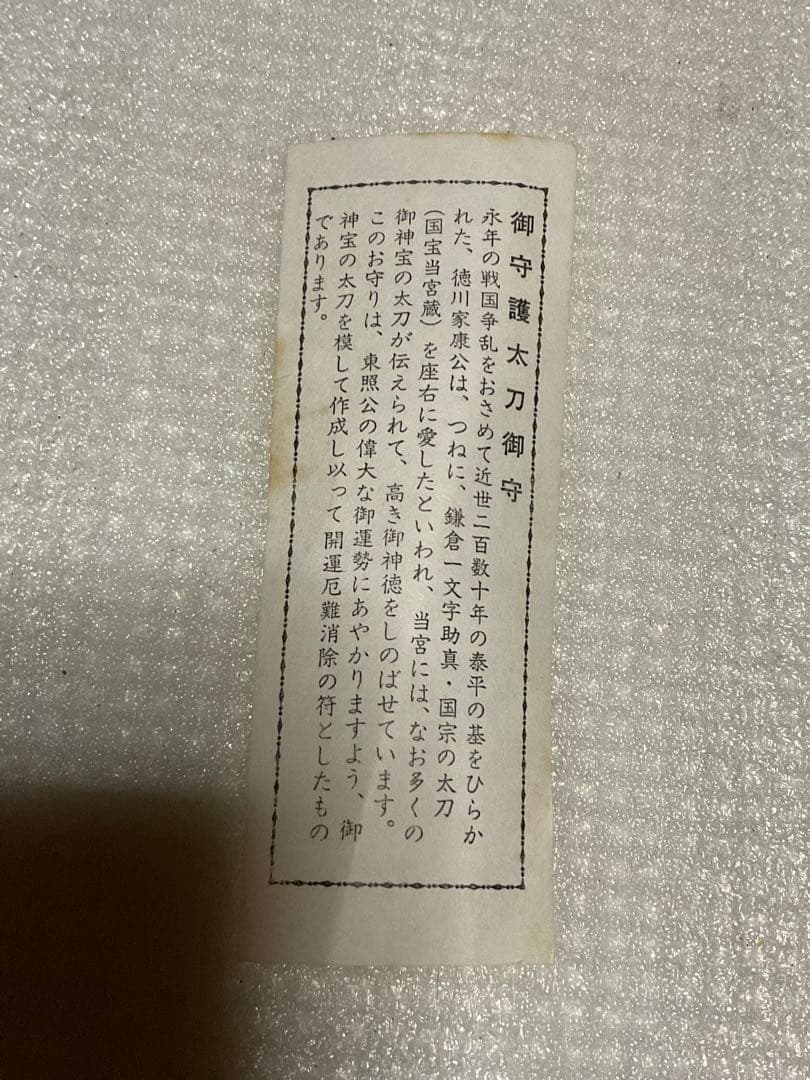 御守護太刀御守
永年の戦国争乱をおさめて近世二百数十年の泰平の基をひらか
れた、徳川家康公は、つねに、鎌倉一文字助真・国宗の太刀
（国宝当宮蔵）を座右に愛したといわれ、当宮には、なお多くの
御神宝の太刀が伝えられて、高き御神徳をしのばせています。
このお守りは、東照公の偉大な御運勢にあやかりますよう、御
神宝の太刀を模して作成し以って開運厄難消除の符としたもの
であります。